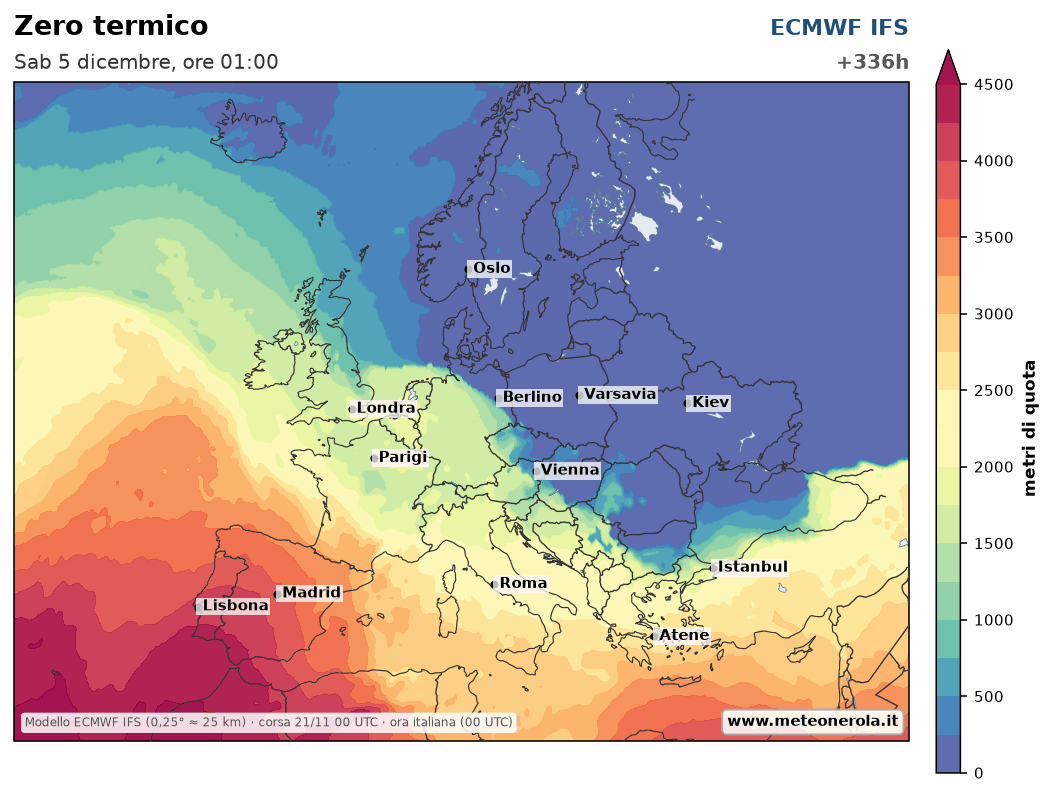 Zero termico
ECMWF IFS
Sab 5 dicembre, ore 01:00
+336h
4500
4000
3500
3000
2500
2000
1500
1000
500
0
metri di quota
Oslo
Berlino
Varsavia
Kiev
Londra
Parigi
Vienna
Istanbul
Roma
Madrid
Lisbona
Atene
Modello ECMWF IFS (0,25° ≈ 25 km) · corsa 21/11 00 UTC · ora italiana (00 UTC)
www.meteonerola.it